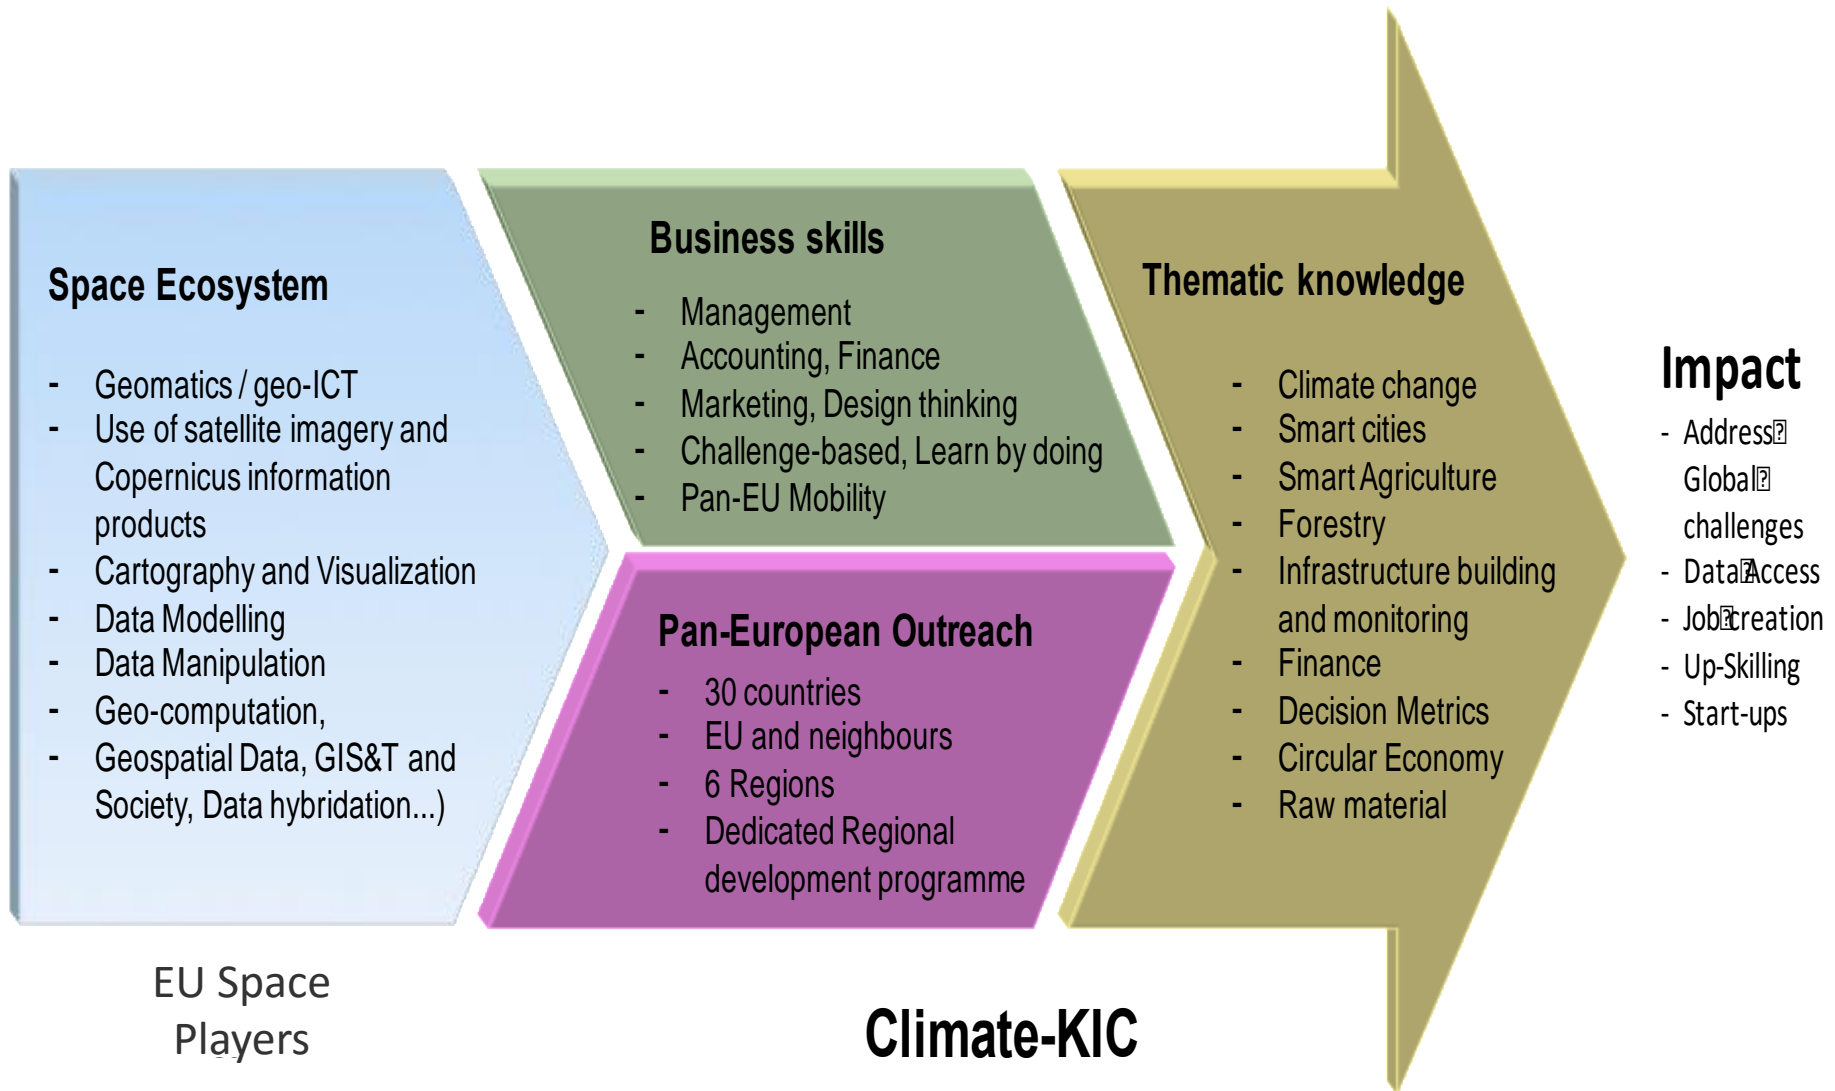 Space Ecosystem
- Geomatics / geo-ICT
- Use of satellite imagery and
Copernicus information
products
- Cartography and Visualization
- Data Modelling
- Data Manipulation
- Geo-computation,
- Geospatial Data, GIS&T and
Society, Data hybridation...)
EU Space
Players
Business skills
- Management
- Accounting, Finance
- Marketing, Design thinking
- Challenge-based, Learn by doing
- Pan-EU Mobility
Pan-European Outreach
- 30 countries
- EU and neighbours
- 6 Regions
- Dedicated Regional
development programme
Climate-KIC
Thematic knowledge
- Climate change
- Smart cities
- Smart Agriculture
- Forestry
- Infrastructure building
and monitoring
- Finance
- Decision Metrics
- Circular Economy
- Raw material
Impact
- Address
Global
challenges
- Data Access
- Job creation
- Up-Skilling
- Start-ups